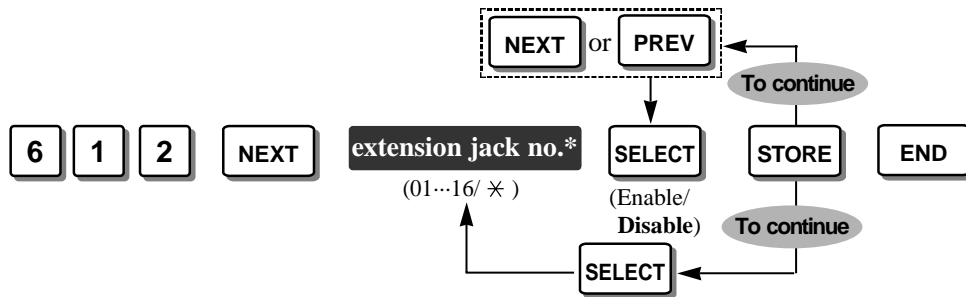 NEXT or PREV
To continue
6 1 2 NEXT extension jack no.* SELECT STORE END
(01···16/ ✳ )
(Enable/
Disable)
To continue
SELECT